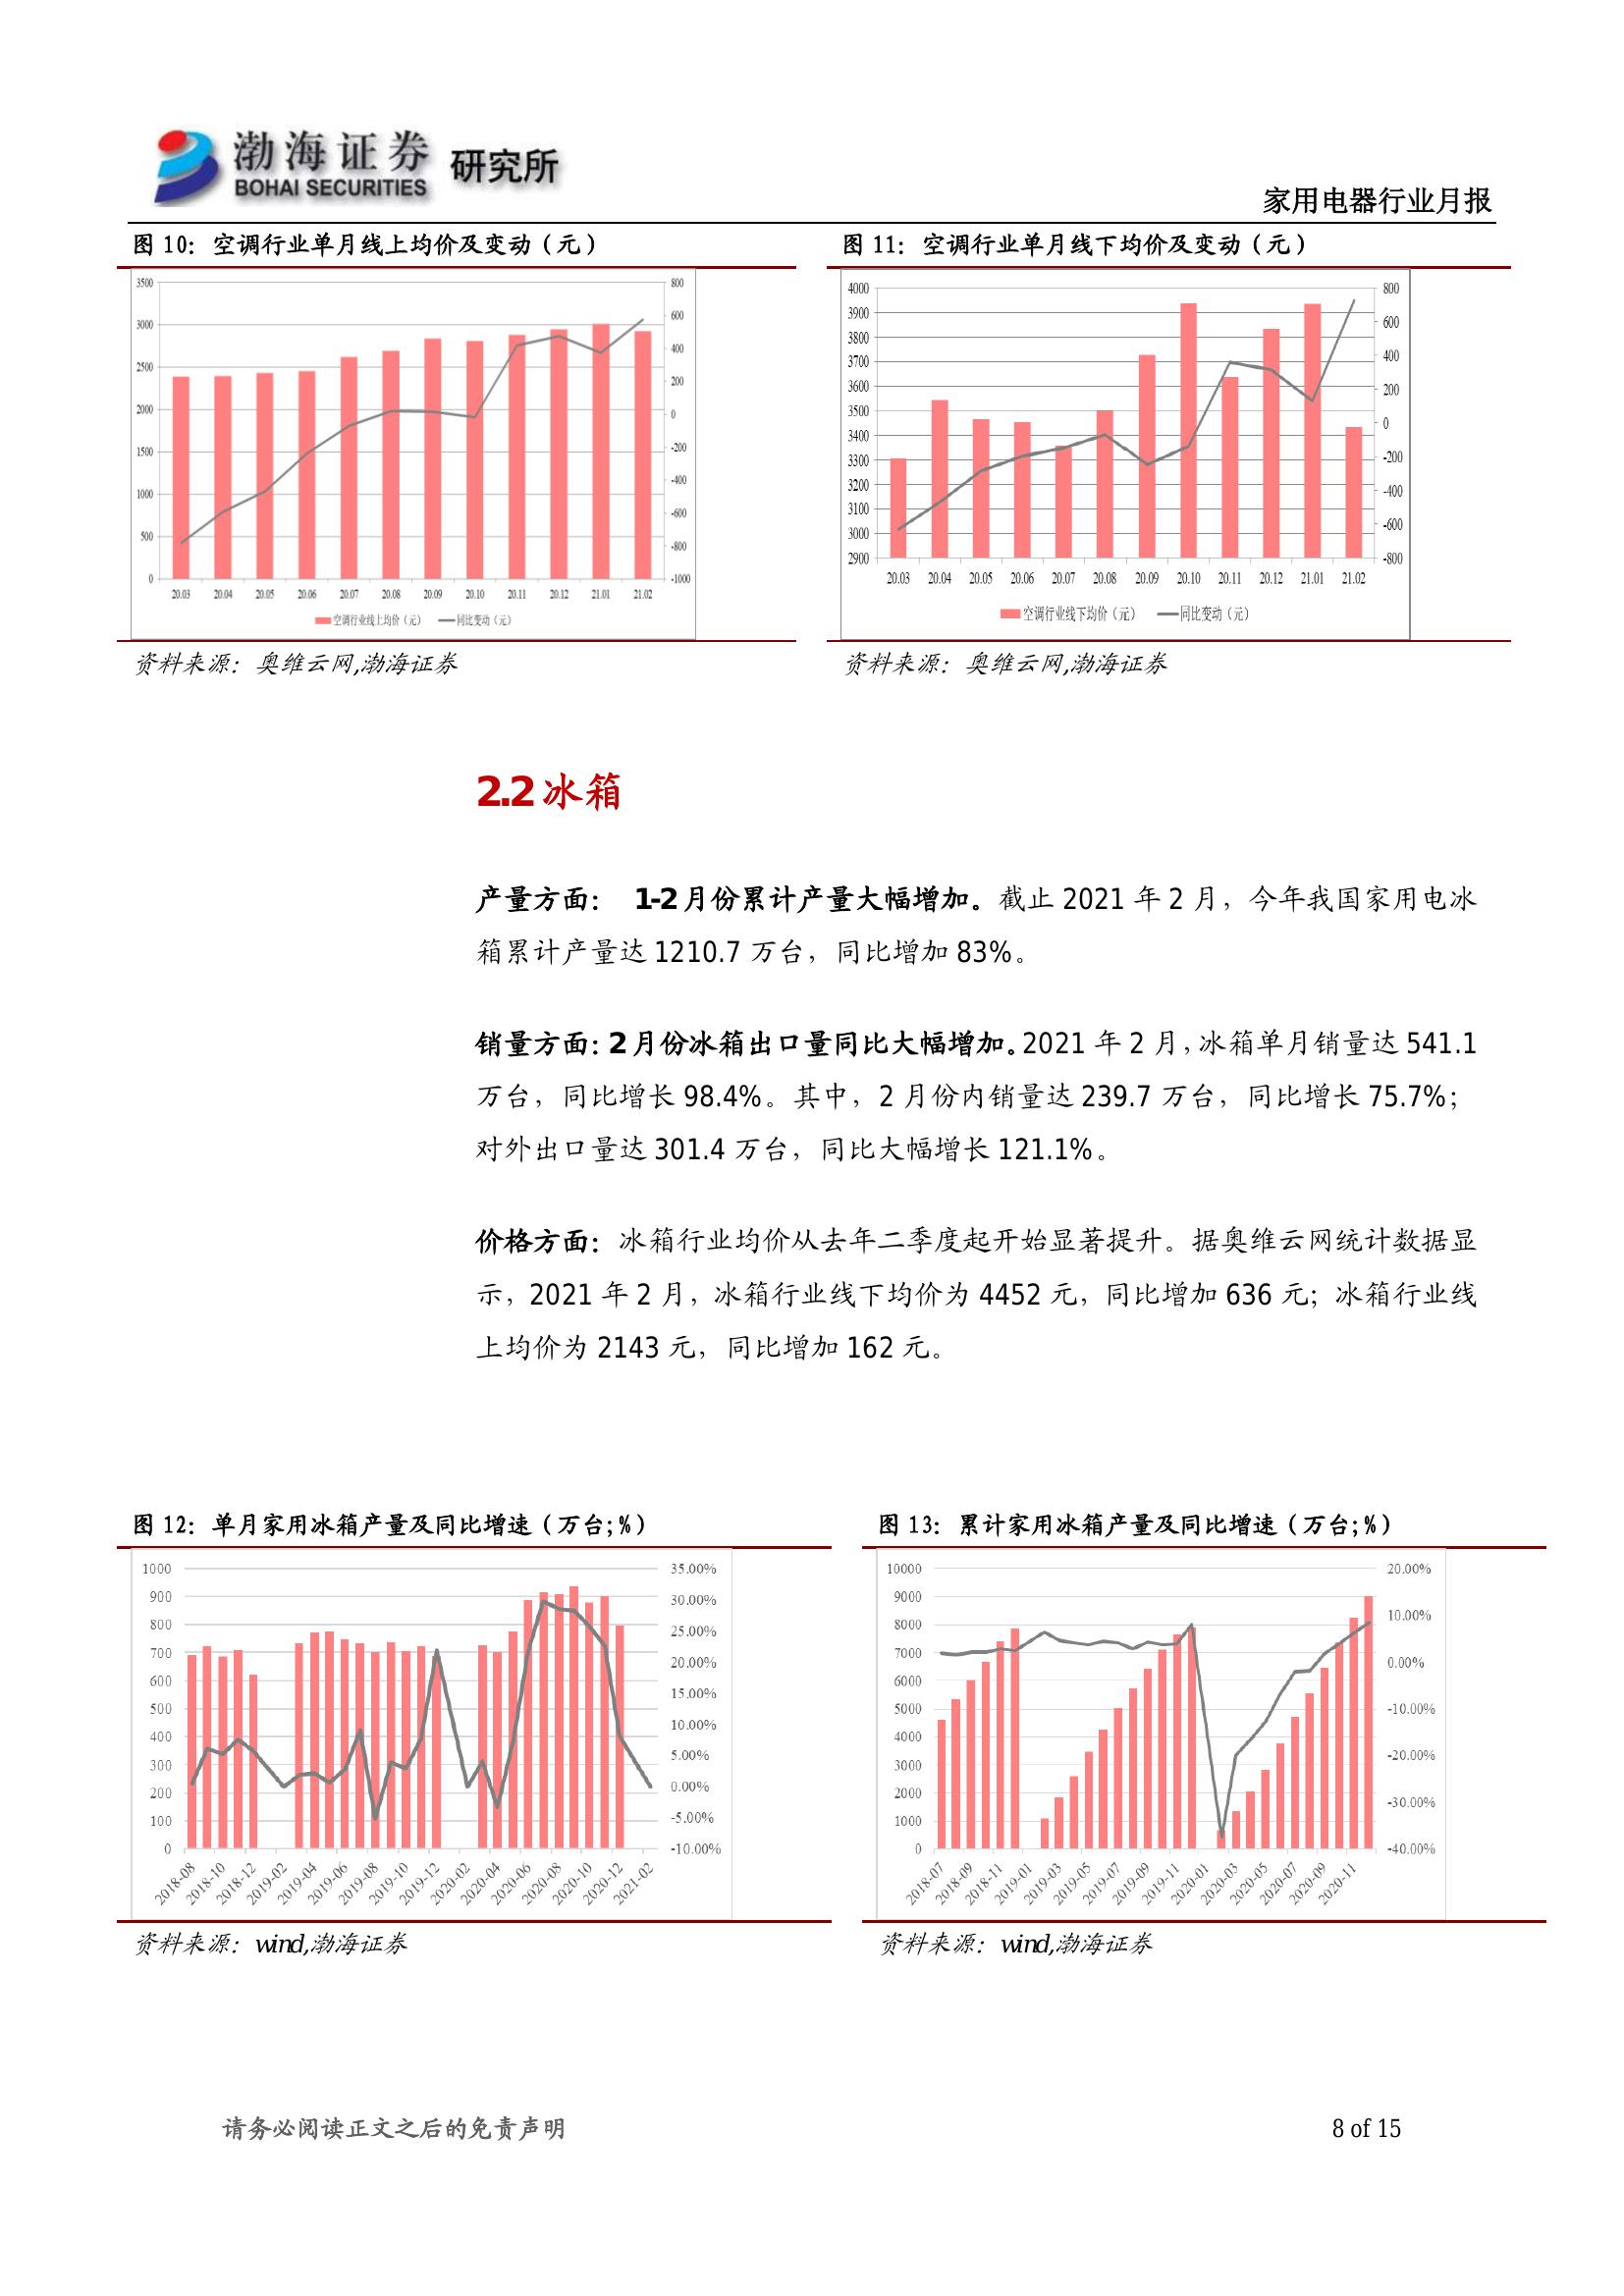 渤海证券 研究所
BOHAI SECURITIES
家用电器行业月报
图 10：空调行业单月线上均价及变动（元）
3500
3000
2500
2000
1500
1000
500
0
800
600
400
200
0
-200
-400
-600
-800
-1000
20.03 20.04 20.05 20.06 20.07 20.08 20.09 20.10 20.11 20.12 21.01 21.02
空调行业线上均价（元） 同比变动（元）
资料来源：奥维云网,渤海证券
图 11：空调行业单月线下均价及变动（元）
4000
3900
3800
3700
3600
3500
3400
3300
3200
3100
3000
2900
800
600
400
200
0
-200
-400
-600
-800
20.03 20.04 20.05 20.06 20.07 20.08 20.09 20.10 20.11 20.12 21.01 21.02
空调行业线下均价（元） 同比变动（元）
资料来源：奥维云网,渤海证券
2.2 冰箱
产量方面： 1-2 月份累计产量大幅增加。截止 2021 年 2 月，今年我国家用电冰
箱累计产量达 1210.7 万台，同比增加 83%。
销量方面：2 月份冰箱出口量同比大幅增加。2021 年 2 月，冰箱单月销量达 541.1
万台，同比增长 98.4%。其中，2 月份内销量达 239.7 万台，同比增长 75.7%；
对外出口量达 301.4 万台，同比大幅增长 121.1%。
价格方面：冰箱行业均价从去年二季度起开始显著提升。据奥维云网统计数据显
示，2021 年 2 月，冰箱行业线下均价为 4452 元，同比增加 636 元；冰箱行业线
上均价为 2143 元，同比增加 162 元。
图 12：单月家用冰箱产量及同比增速（万台;%）
1000
900
800
700
600
500
400
300
200
100
0
35.00%
30.00%
25.00%
20.00%
15.00%
10.00%
5.00%
0.00%
-5.00%
-10.00%
2018-08 2018-10 2018-12 2019-02 2019-04 2019-06 2019-08 2019-10 2019-12 2020-02 2020-04 2020-06 2020-08 2020-10 2020-12 2021-02
资料来源：wind,渤海证券
图 13：累计家用冰箱产量及同比增速（万台;%）
10000
9000
8000
7000
6000
5000
4000
3000
2000
1000
0
20.00%
10.00%
0.00%
-10.00%
-20.00%
-30.00%
-40.00%
2018-07 2018-09 2018-11 2019-01 2019-03 2019-05 2019-07 2019-09 2019-11 2020-01 2020-03 2020-05 2020-07 2020-09 2020-11
资料来源：wind,渤海证券
请务必阅读正文之后的免责声明
8 of 15